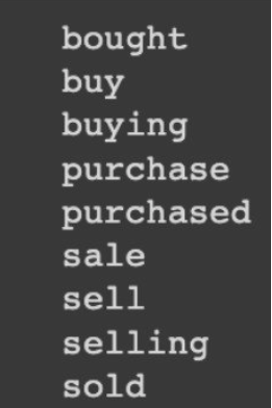 bought
buy
buying
purchase
purchased
sale
sell
selling
sold